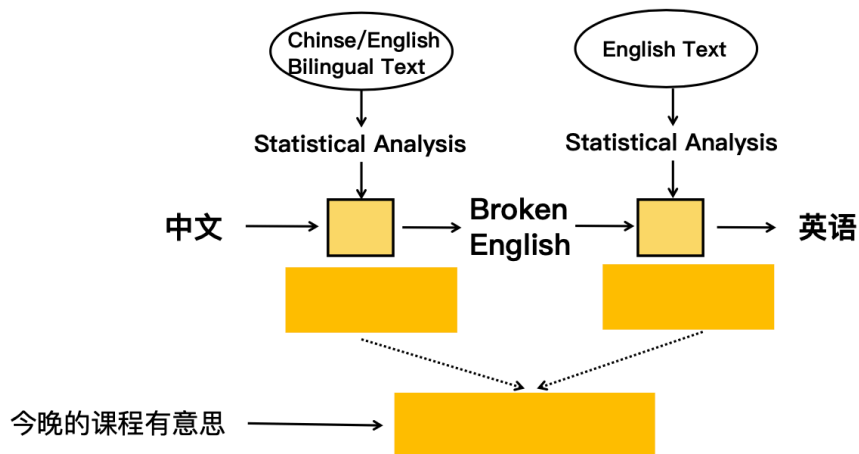 Chinse/English
Bilingual Text
English Text
Statistical Analysis
Statistical Analysis
中文
Broken
English
英语
今晚的课程有意思